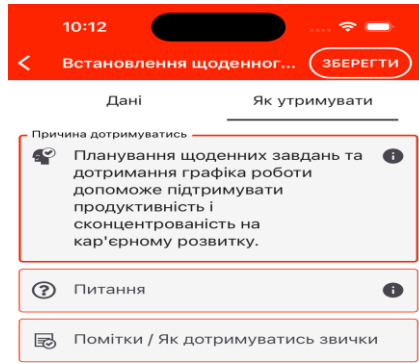 10:12
Встановлення щоденног...
ЗБЕРЕГТИ
Дані
Як утримувати
Причина дотримуватись
Планування щоденних завдань та
дотримання графіка роботи
допоможе підтримувати
продуктивність і
сконцентрованість на
кар'єрному розвитку.
Питання
Помітки / Як дотримуватись звички